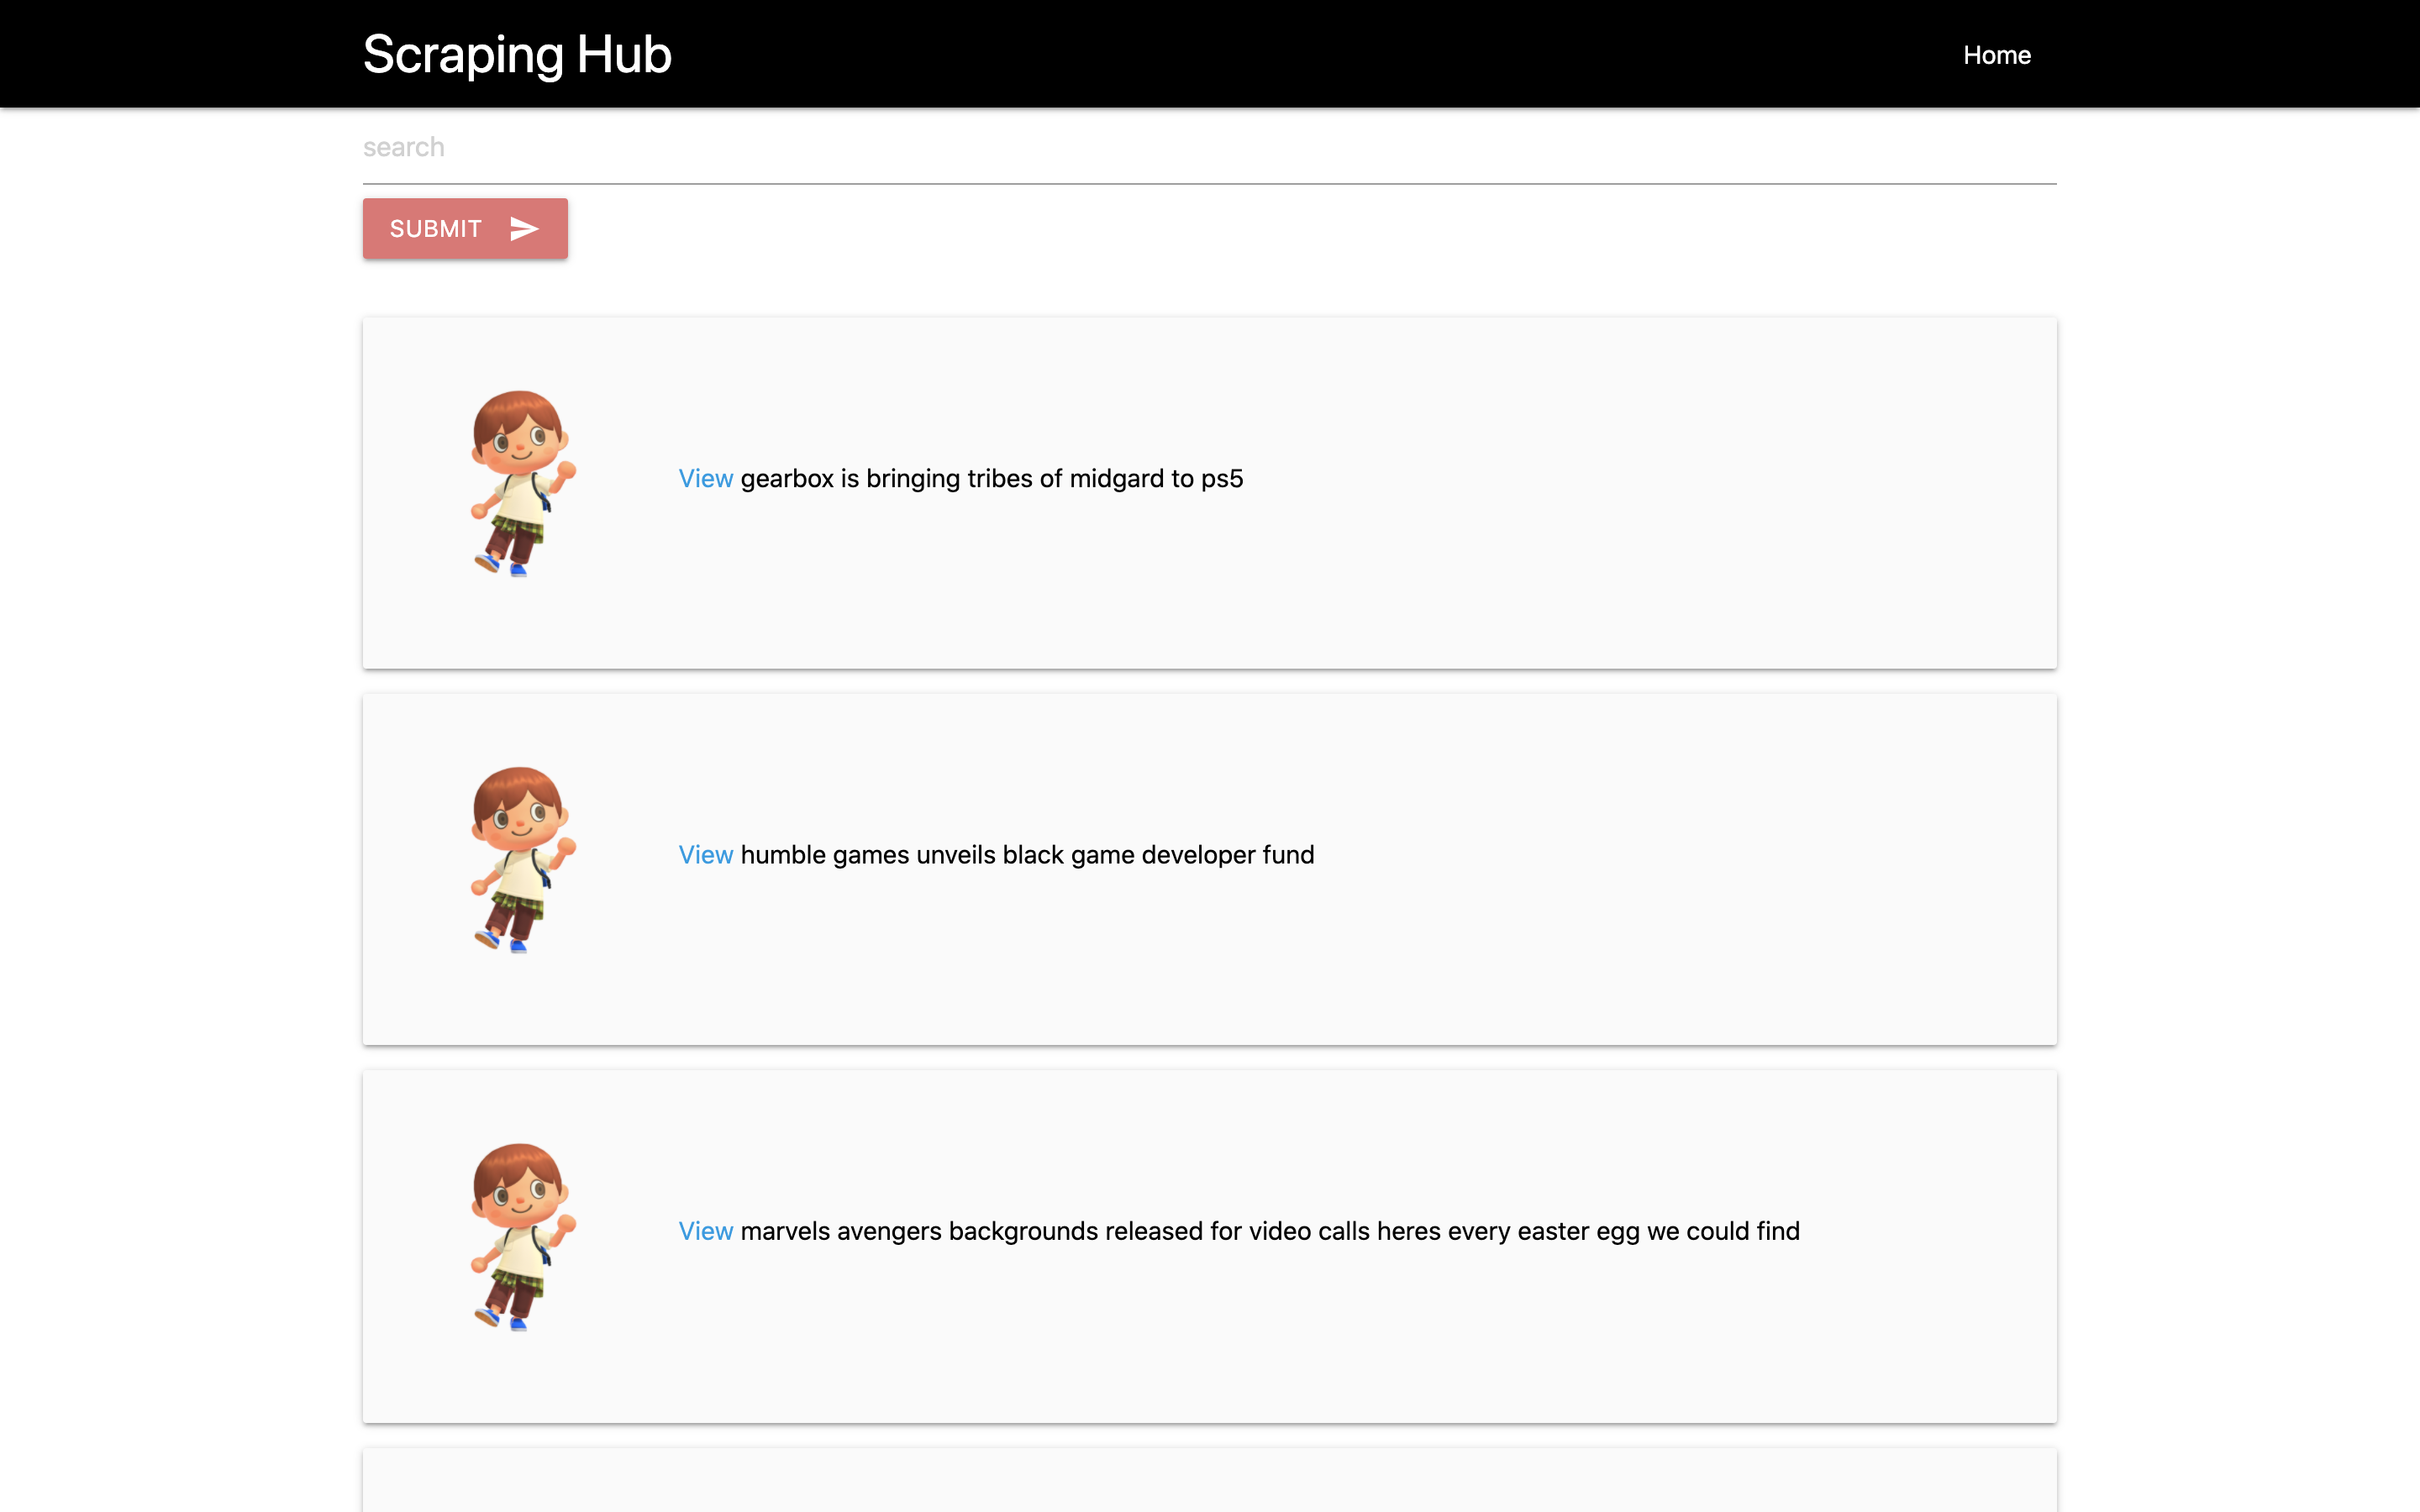 Scraping Hub
Home
search
SUBMIT
View gearbox is bringing tribes of midgard to ps5
View humble games unveils black game developer fund
View marvels avengers backgrounds released for video calls heres every easter egg we could find